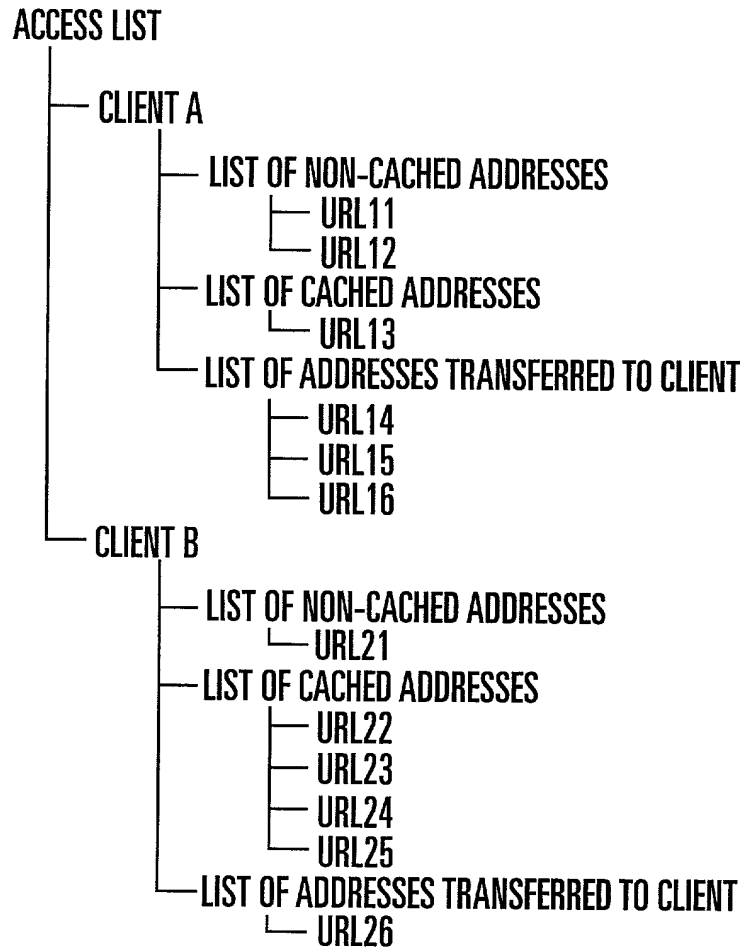 ACCESS LIST
CLIENT A
LIST OF NON-CACHED ADDRESSES
URL11
URL12
LIST OF CACHED ADDRESSES
URL13
LIST OF ADDRESSES TRANSFERRED TO CLIENT
URL14
URL15
URL16
CLIENT B
LIST OF NON-CACHED ADDRESSES
URL21
LIST OF CACHED ADDRESSES
URL22
URL23
URL24
URL25
LIST OF ADDRESSES TRANSFERRED TO CLIENT
URL26